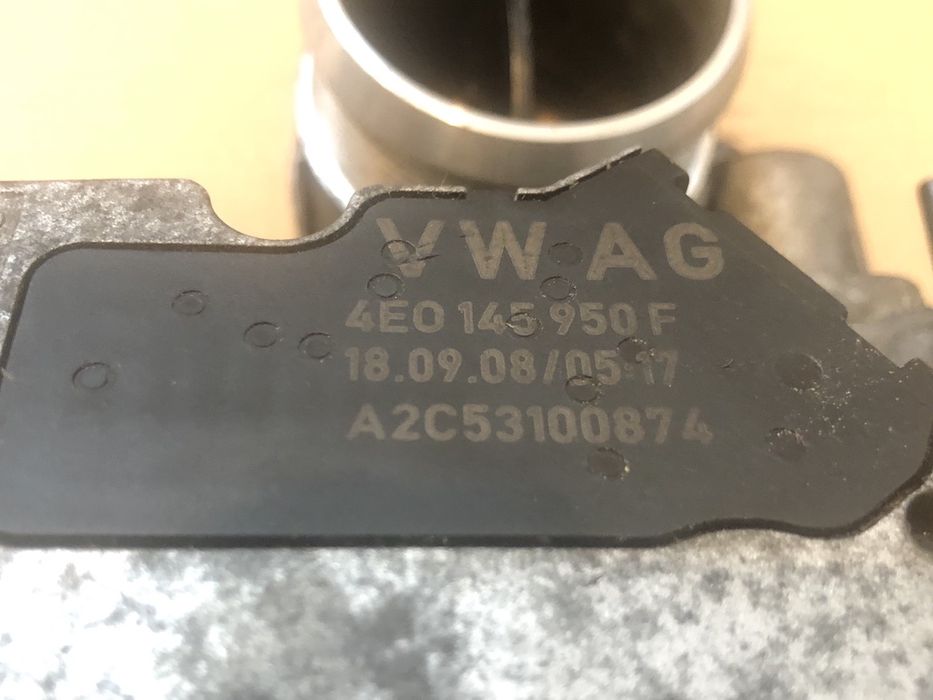 VW AG
4E0 145 950 F
18.09.08/05:17
A2C53100874